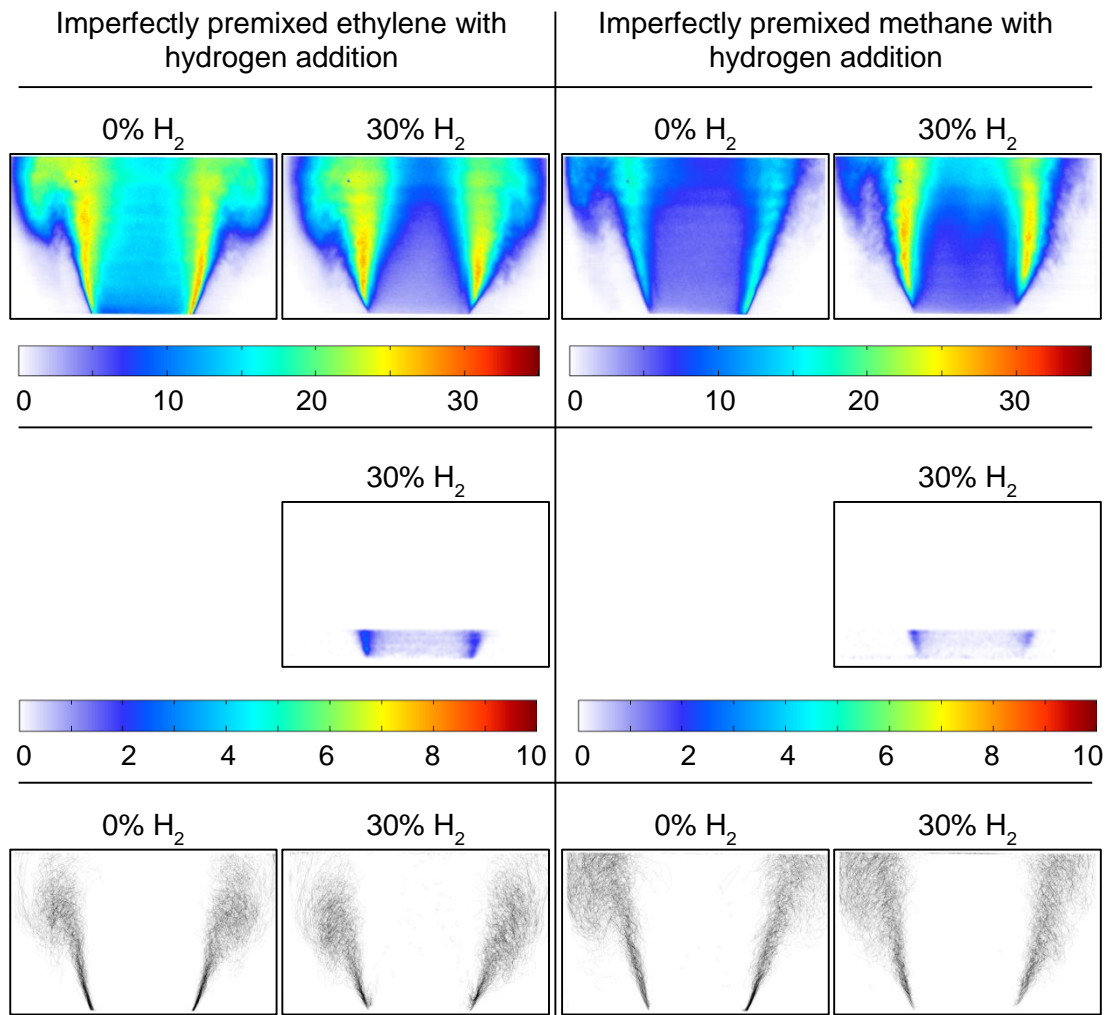 Imperfectly premixed ethylene with
hydrogen addition
Imperfectly premixed methane with
hydrogen addition
0% H₂
30% H₂
0% H₂
30% H₂
0 10 20 30
0 10 20 30
30% H₂
30% H₂
0 2 4 6 8 10
0 2 4 6 8 10
0% H₂
30% H₂
0% H₂
30% H₂